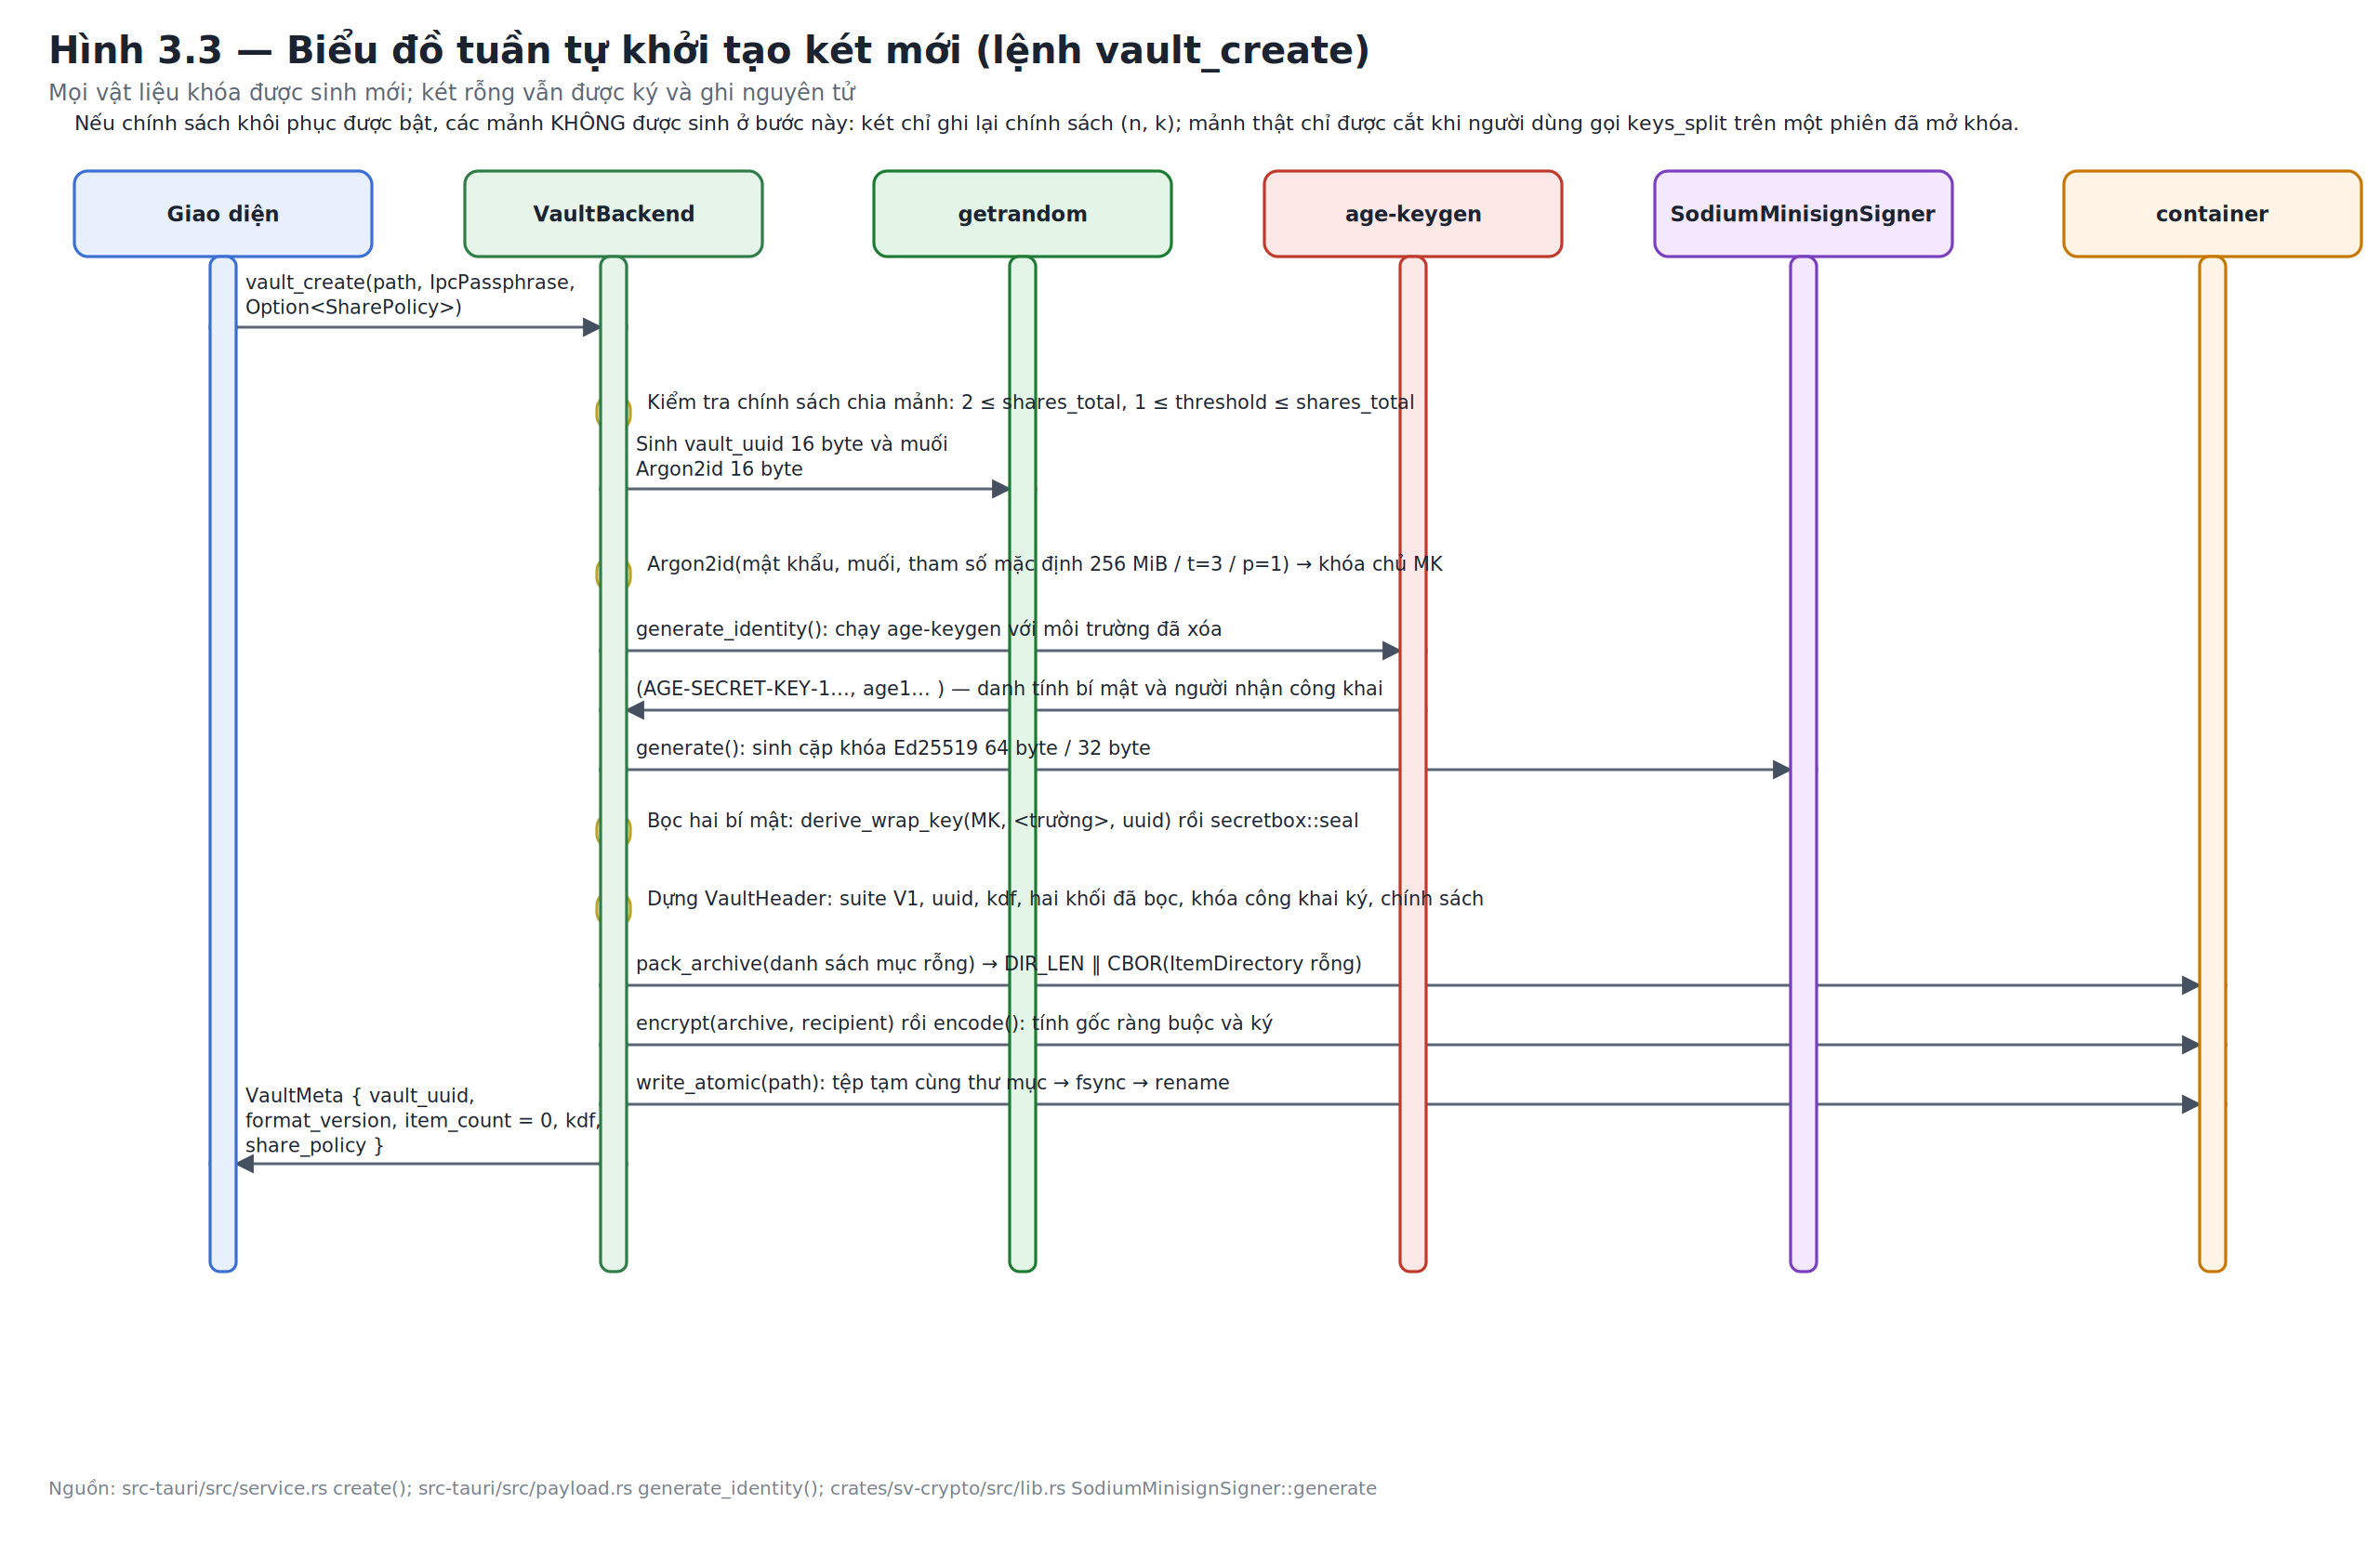 Hình 3.3 — Biểu đồ tuần tự khởi tạo két mới (lệnh vault_create)
Mọi vật liệu khóa được sinh mới; két rỗng vẫn được ký và ghi nguyên tử
Nếu chính sách khôi phục được bật, các mảnh KHÔNG được sinh ở bước này: két chỉ ghi lại chính sách (n, k); mảnh thật chỉ được cắt khi người dùng gọi keys_split trên một phiên đã mở khóa.
Giao diện
VaultBackend
getrandom
age-keygen
SodiumMinisignSigner
container
vault_create(path, IpcPassphrase,
Option<SharePolicy>)
Kiểm tra chính sách chia mảnh: 2 ≤ shares_total, 1 ≤ threshold ≤ shares_total
Sinh vault_uuid 16 byte và muối
Argon2id 16 byte
Argon2id(mật khẩu, muối, tham số mặc định 256 MiB / t=3 / p=1) → khóa chủ MK
generate_identity(): chạy age-keygen với môi trường đã xóa
(AGE-SECRET-KEY-1…, age1… ) — danh tính bí mật và người nhận công khai
generate(): sinh cặp khóa Ed25519 64 byte / 32 byte
Bọc hai bí mật: derive_wrap_key(MK, <trường>, uuid) rồi secretbox::seal
Dựng VaultHeader: suite V1, uuid, kdf, hai khối đã bọc, khóa công khai ký, chính sách
pack_archive(danh sách mục rỗng) → DIR_LEN ‖ CBOR(ItemDirectory rỗng)
encrypt(archive, recipient) rồi encode(): tính gốc ràng buộc và ký
write_atomic(path): tệp tạm cùng thư mục → fsync → rename
VaultMeta { vault_uuid,
format_version, item_count = 0, kdf,
share_policy }
Nguồn: src-tauri/src/service.rs create(); src-tauri/src/payload.rs generate_identity(); crates/sv-crypto/src/lib.rs SodiumMinisignSigner::generate